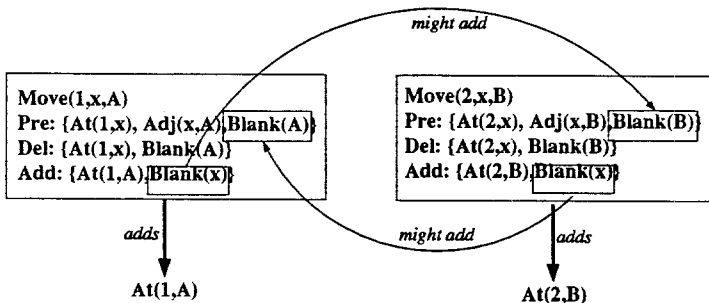 might add
Move(1,x,A)
Pre: {At(1,x), Adj(x,A),Blank(A)}
Del: {At(1,x), Blank(A)}
Add: {At(1,A),Blank(x)}
Move(2,x,B)
Pre: {At(2,x), Adj(x,B),Blank(B)}
Del: {At(2,x), Blank(B)}
Add: {At(2,B),Blank(x)}
adds
might add
adds
At(1,A)
At(2,B)